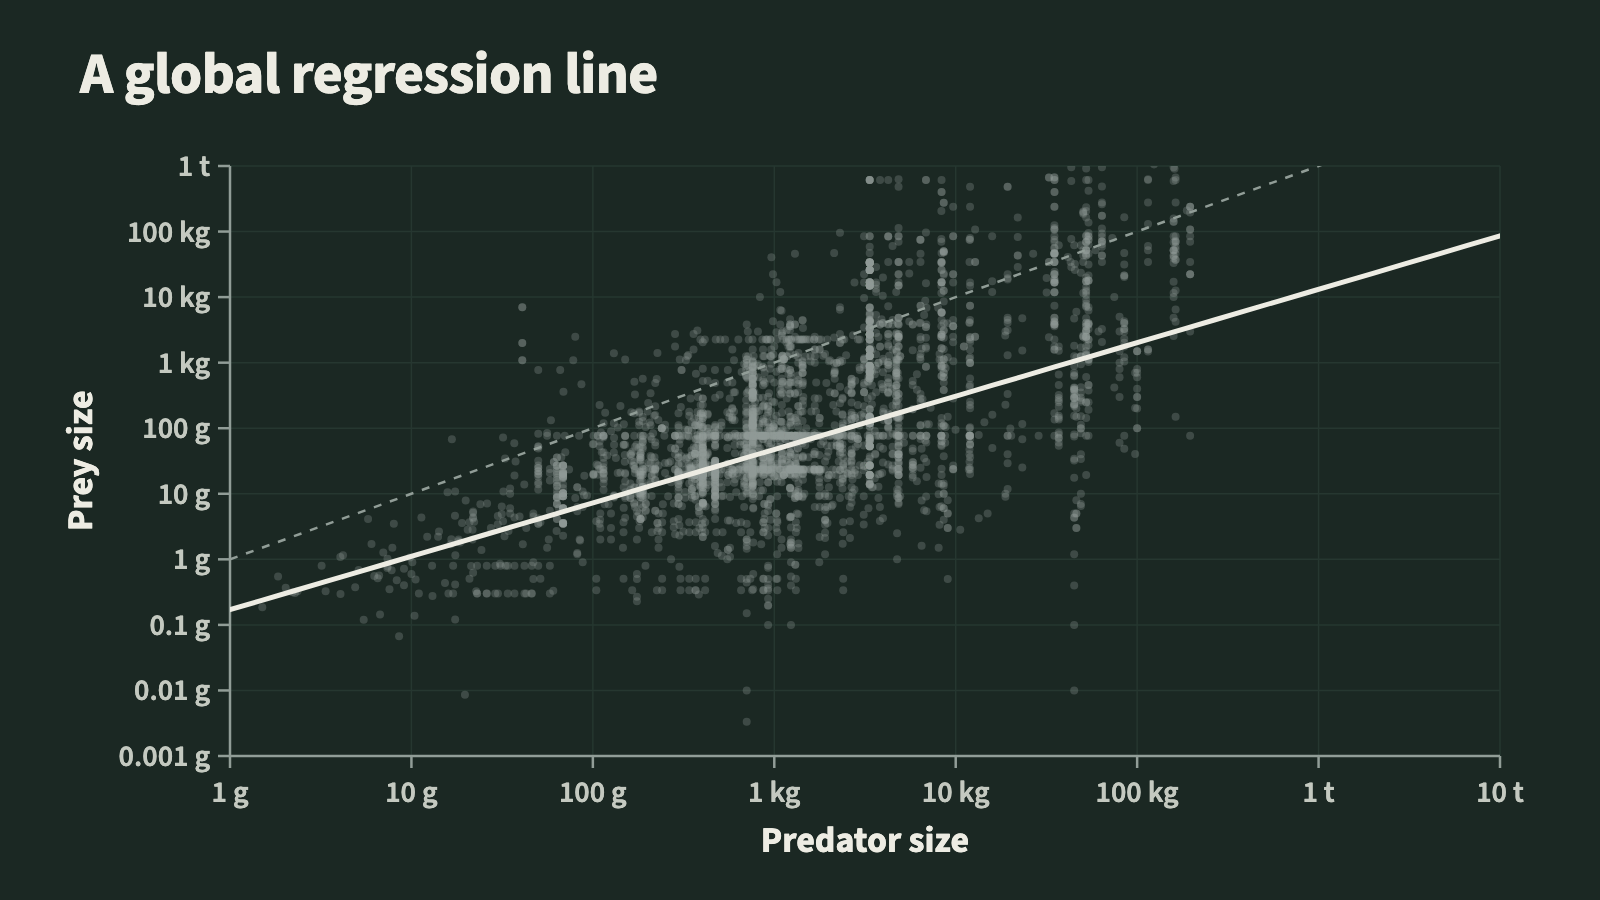 A global regression line
1 t
100 kg
10 kg
1 kg
100 g
10 g
1 g
0.1 g
0.01 g
0.001 g
Prey size
1 g
10 g
100 g
1 kg
10 kg
100 kg
1 t
10 t
Predator size